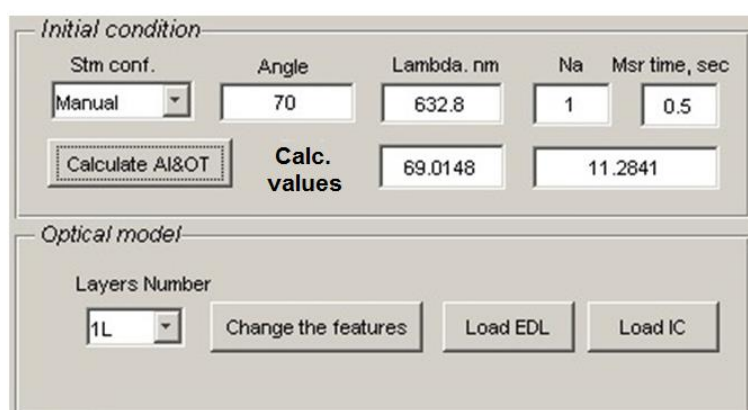 Initial condition
Stm conf. Angle Lambda. nm Na Msr time, sec
Manual 70 632.8 1 0.5
Calculate AI&OT Calc. values 69.0148 11.2841
Optical model
Layers Number
1L Change the features Load EDL Load IC